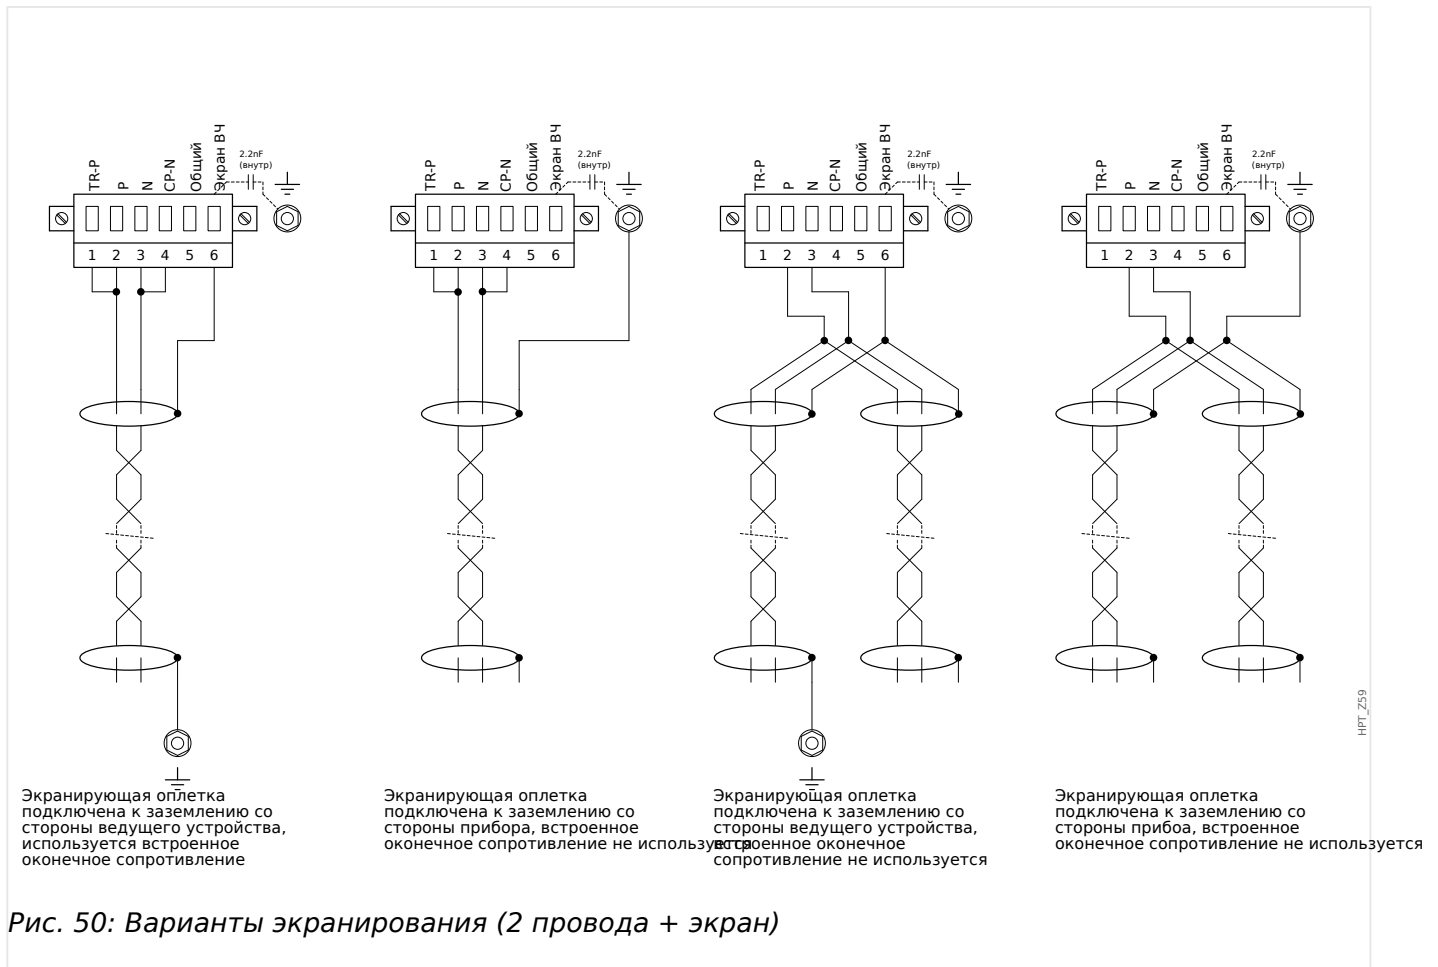 TR-P
P
N
CP-N
Общий
Экран ВЧ
2.2nF
(внутр)
1 2 3 4 5 6
TR-P
P
N
CP-N
Общий
Экран ВЧ
2.2nF
(внутр)
1 2 3 4 5 6
TR-P
P
N
CP-N
Общий
Экран ВЧ
2.2nF
(внутр)
1 2 3 4 5 6
TR-P
P
N
CP-N
Общий
Экран ВЧ
2.2nF
(внутр)
1 2 3 4 5 6
HPT_Z59
Экранирующая оплетка
подключена к заземлению со
стороны ведущего устройства,
используется встроенное
оконечное сопротивление
Экранирующая оплетка
подключена к заземлению со
стороны прибора, встроенное
оконечное сопротивление не используется
Экранирующая оплетка
подключена к заземлению со
стороны ведущего устройства,
встроенное оконечное
сопротивление не используется
Экранирующая оплетка
подключена к заземлению со
стороны прибоа, встроенное
оконечное сопротивление не используется
Рис. 50: Варианты экранирования (2 провода + экран)